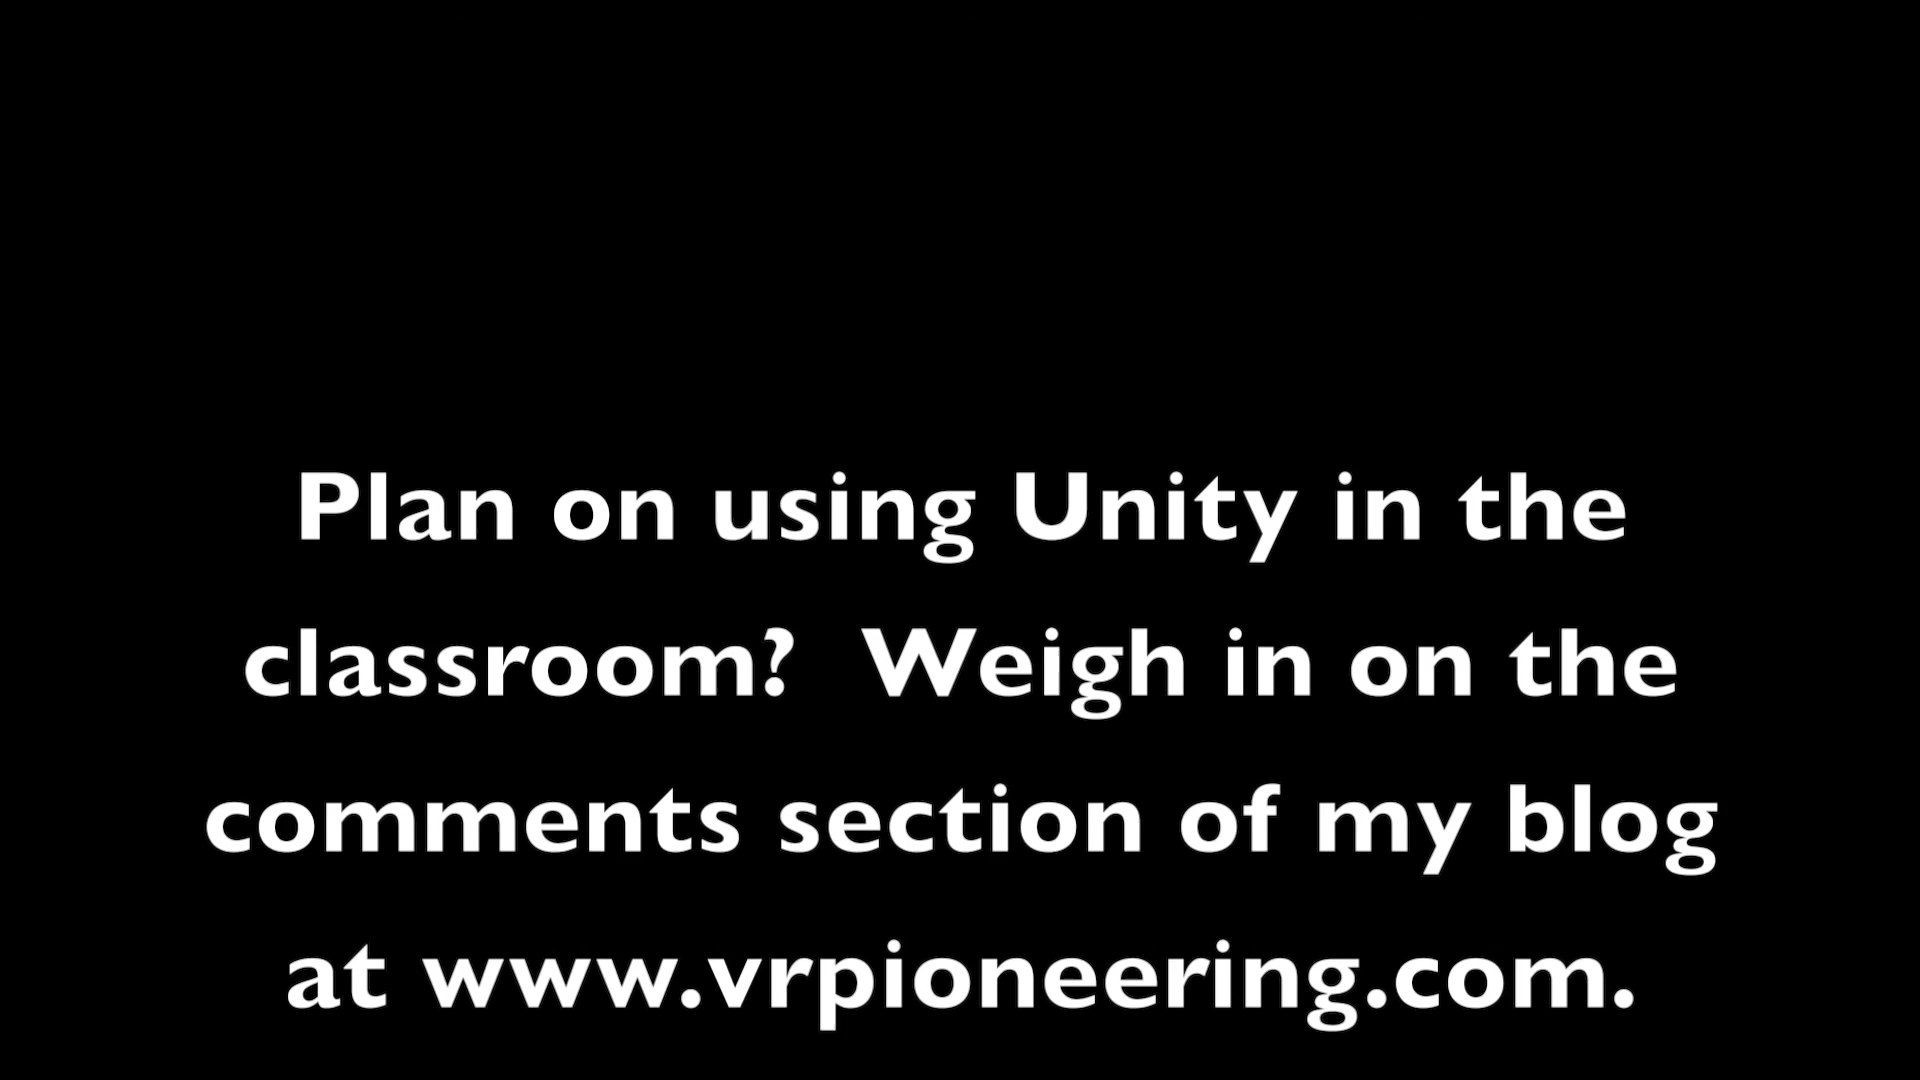 Plan on using Unity in the
classroom?  Weigh in on the
comments section of my blog
at www.vrpioneering.com.